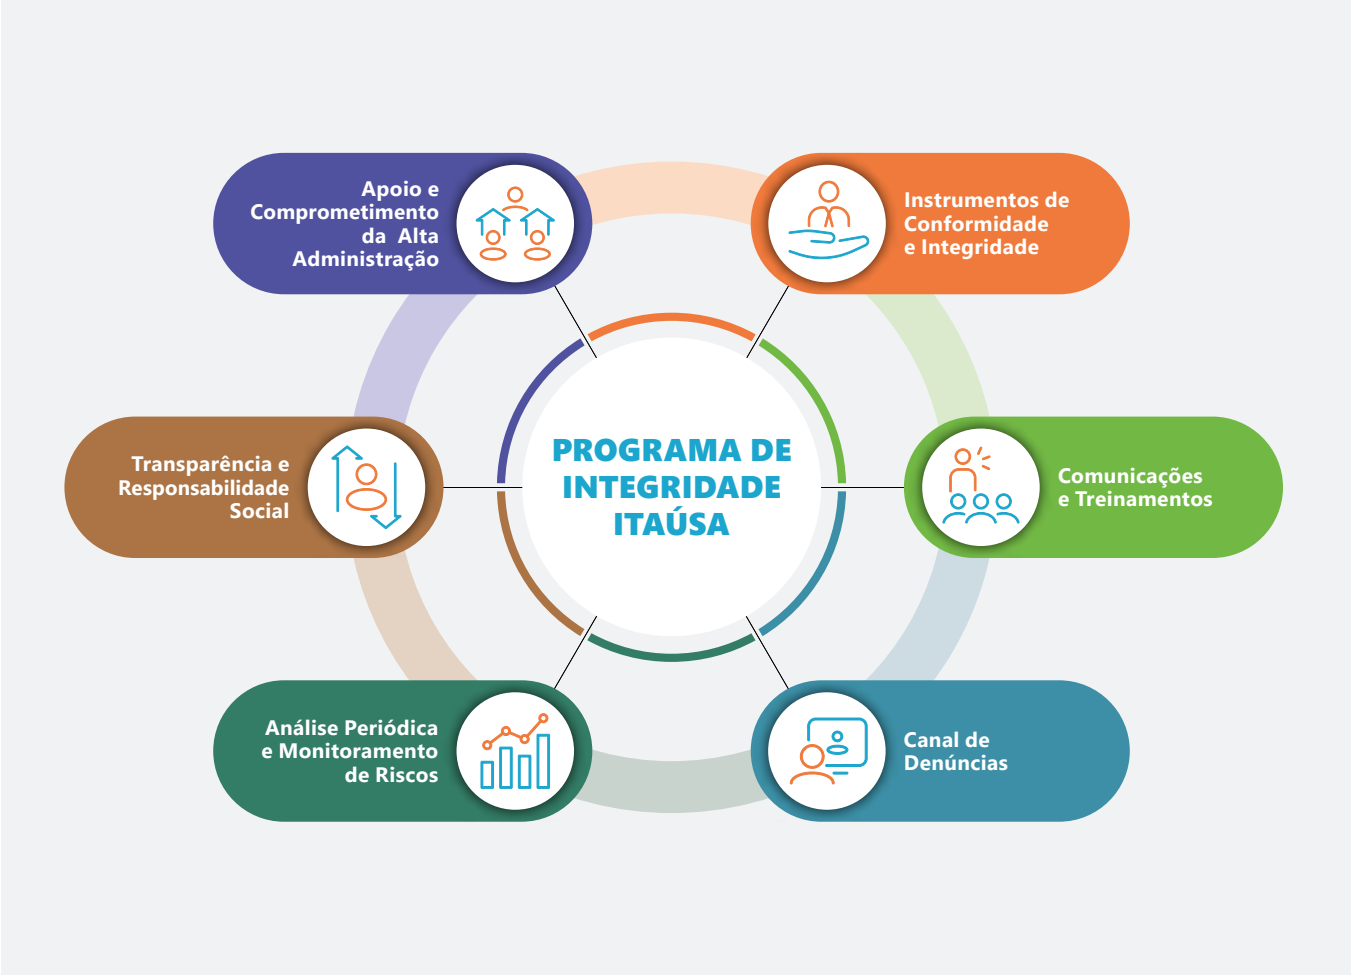 Apoio e
Comprometimento
da Alta
Administração
Instrumentos de
Conformidade
e Integridade
Transparência e
Responsabilidade
Social
PROGRAMA DE
INTEGRIDADE
ITAÚSA
Comunicações
e Treinamentos
Análise Periódica
e Monitoramento
de Riscos
Canal de
Denúncias